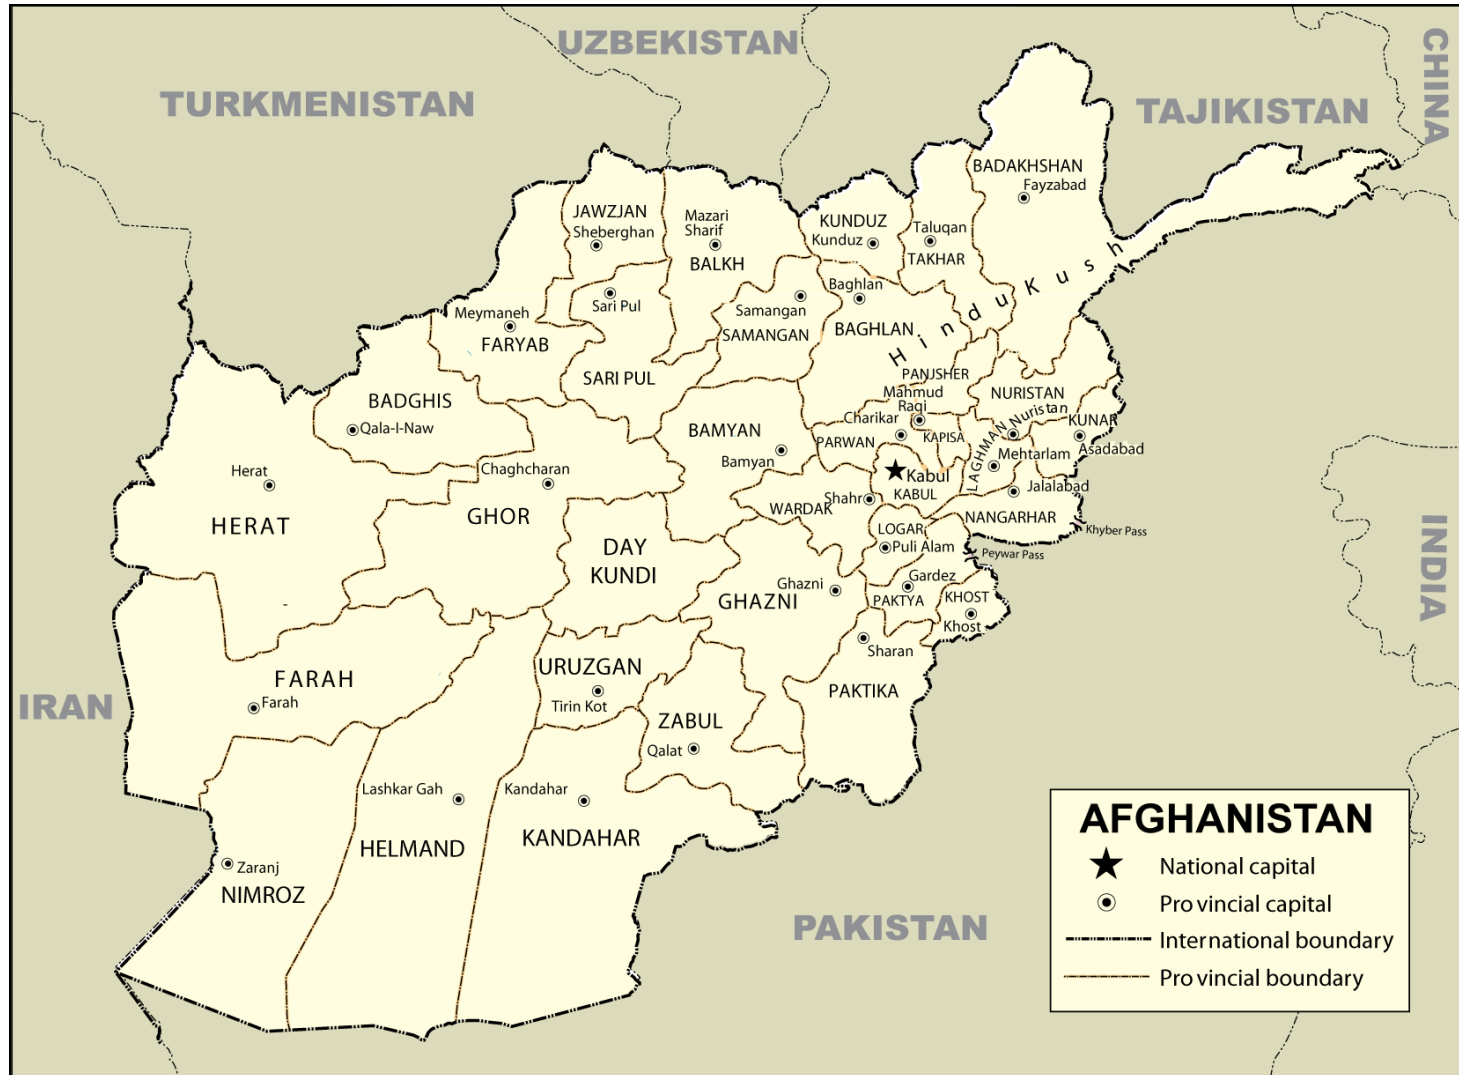 UZBEKISTAN
TURKMENISTAN
TAJIKISTAN
CHINA
BADAKHSHAN
Fayzabad
JAWZJAN
Sheberghan
Mazari
Sharif
BALKH
KUNDUZ
Kunduz
Taluqan
TAKHAR
Hindu Kush
Sari Pul
Samangan
SAMANGAN
Baghlan
BAGHLAN
Meymaneh
FARYAB
SARI PUL
PANJSHER
BADGHIS
Qala-I-Naw
NURISTAN
Nuristan
Mahmud
Raqi
Charikar
PARWAN
KAPISA
KUNAR
Asadabad
LAGHMAN
Mehtarlam
BAMYAN
Bamyan
Herat
HERAT
Chaghcharan
GHOR
Kabul
KABUL
Shahr
WARDAK
Jalalabad
NANGARHAR
Khyber Pass
LOGAR
Puli Alam
Peywar Pass
DAY
KUNDI
Ghazni
GHAZNI
Gardez
PAKTYA
KHOST
Khost
Sharan
PAKTIKA
INDIA
IRAN
FARAH
Farah
URUZGAN
Tirin Kot
ZABUL
Qalat
Lashkar Gah
HELMAND
Kandahar
KANDAHAR
Zaranj
NIMROZ
PAKISTAN
AFGHANISTAN
National capital
Provincial capital
International boundary
Provincial boundary